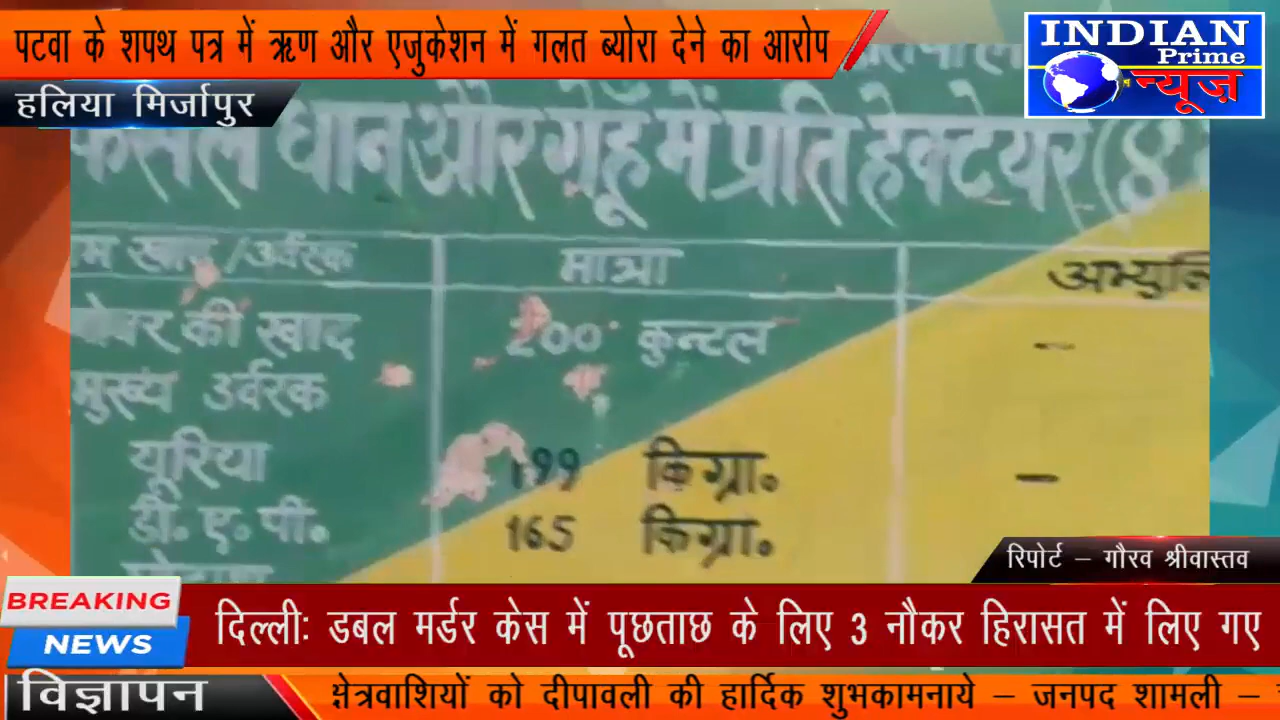 पटवा के शपथ पत्र में ऋण और एजुकेशन में गलत ब्योरा देने का आरोप
INDIAN
Prime
न्यूज़
हलिया मिर्जापुर
फसल धान और गेहूँ में प्रति हेक्टेयर
खाद/उर्वरक मात्रा
की खाद 200 कुन्टल -
मुख्य उर्वरक
यूरिया 199 कि ग्रा. -
डी. ए. पी. 165 कि ग्रा.
रिपोर्ट – गौरव श्रीवास्तव
BREAKING
NEWS
दिल्ली: डबल मर्डर केस में पूछताछ के लिए 3 नौकर हिरासत में लिए गए
विज्ञापन
क्षेत्रवाशियों को दीपावली की हार्दिक शुभकामनाये – जनपद शामली –